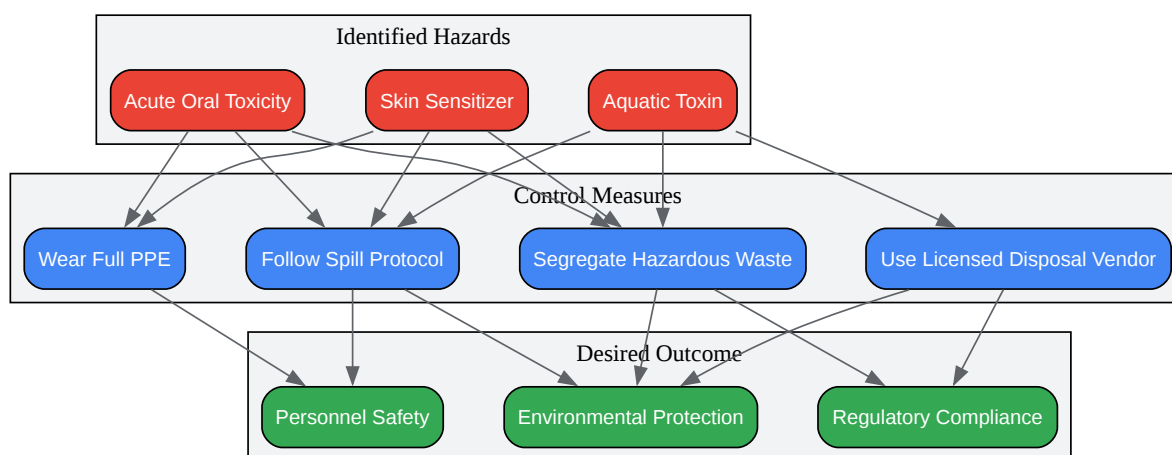 Identified Hazards
Acute Oral Toxicity
Skin Sensitizer
Aquatic Toxin
Control Measures
Wear Full PPE
Follow Spill Protocol
Segregate Hazardous Waste
Use Licensed Disposal Vendor
Desired Outcome
Personnel Safety
Environmental Protection
Regulatory Compliance